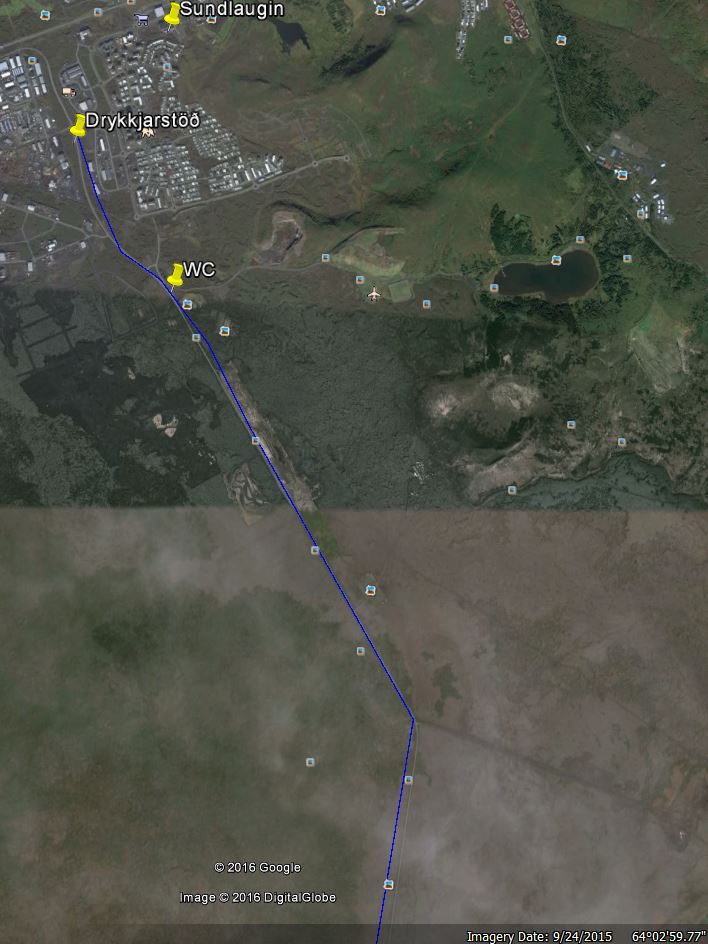 Sundlaugin
Drykkjarstöð
WC
© 2016 Google
Image © 2016 DigitalGlobe
Imagery Date: 9/24/2015 64°02'59.77"